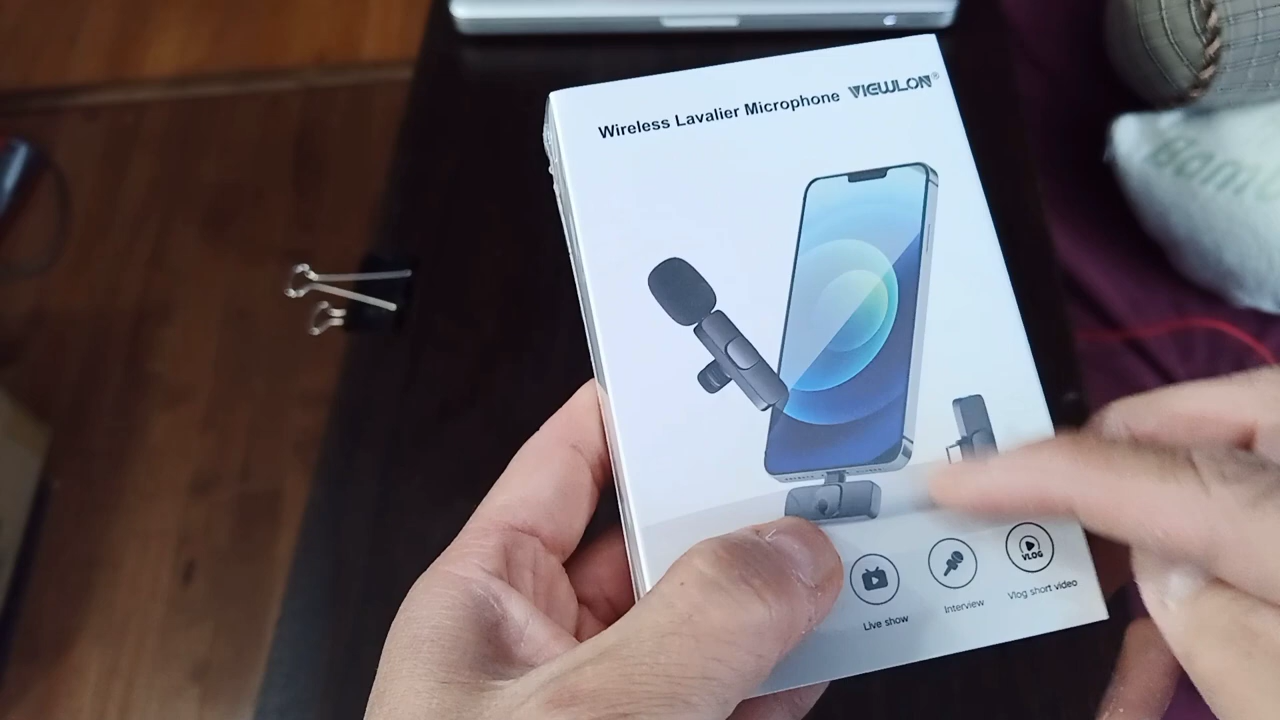 Wireless Lavalier Microphone VIEWLON®
VLOG
Live show
Interview
Vlog short video